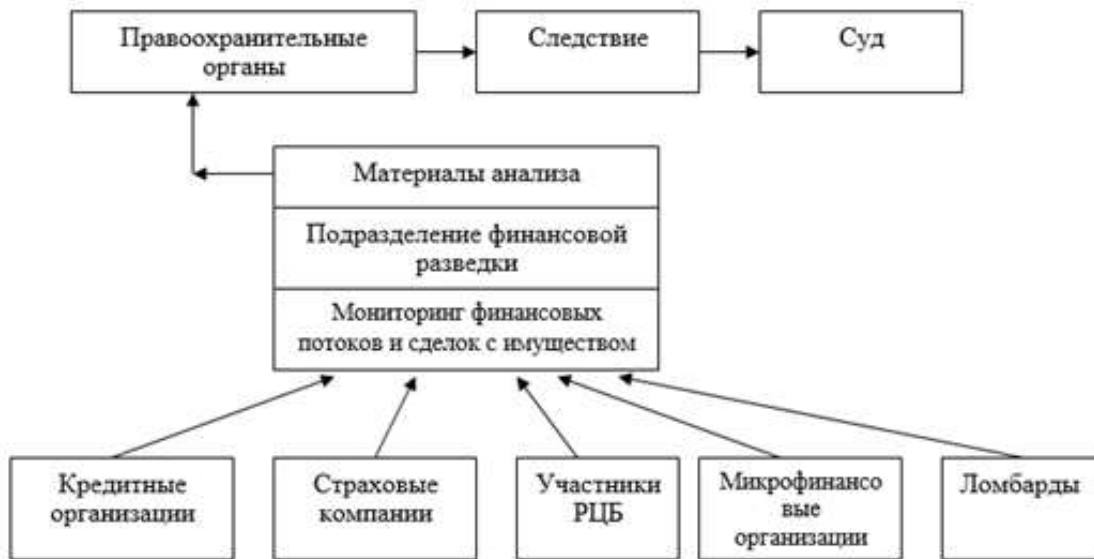 Правоохранительные
органы
Следствие
Суд
Материалы анализа
Подразделение финансовой
разведки
Мониторинг финансовых
потоков и сделок с имуществом
Кредитные
организации
Страховые
компании
Участники
РЦБ
Микрофинансо
вые
организации
Ломбарды